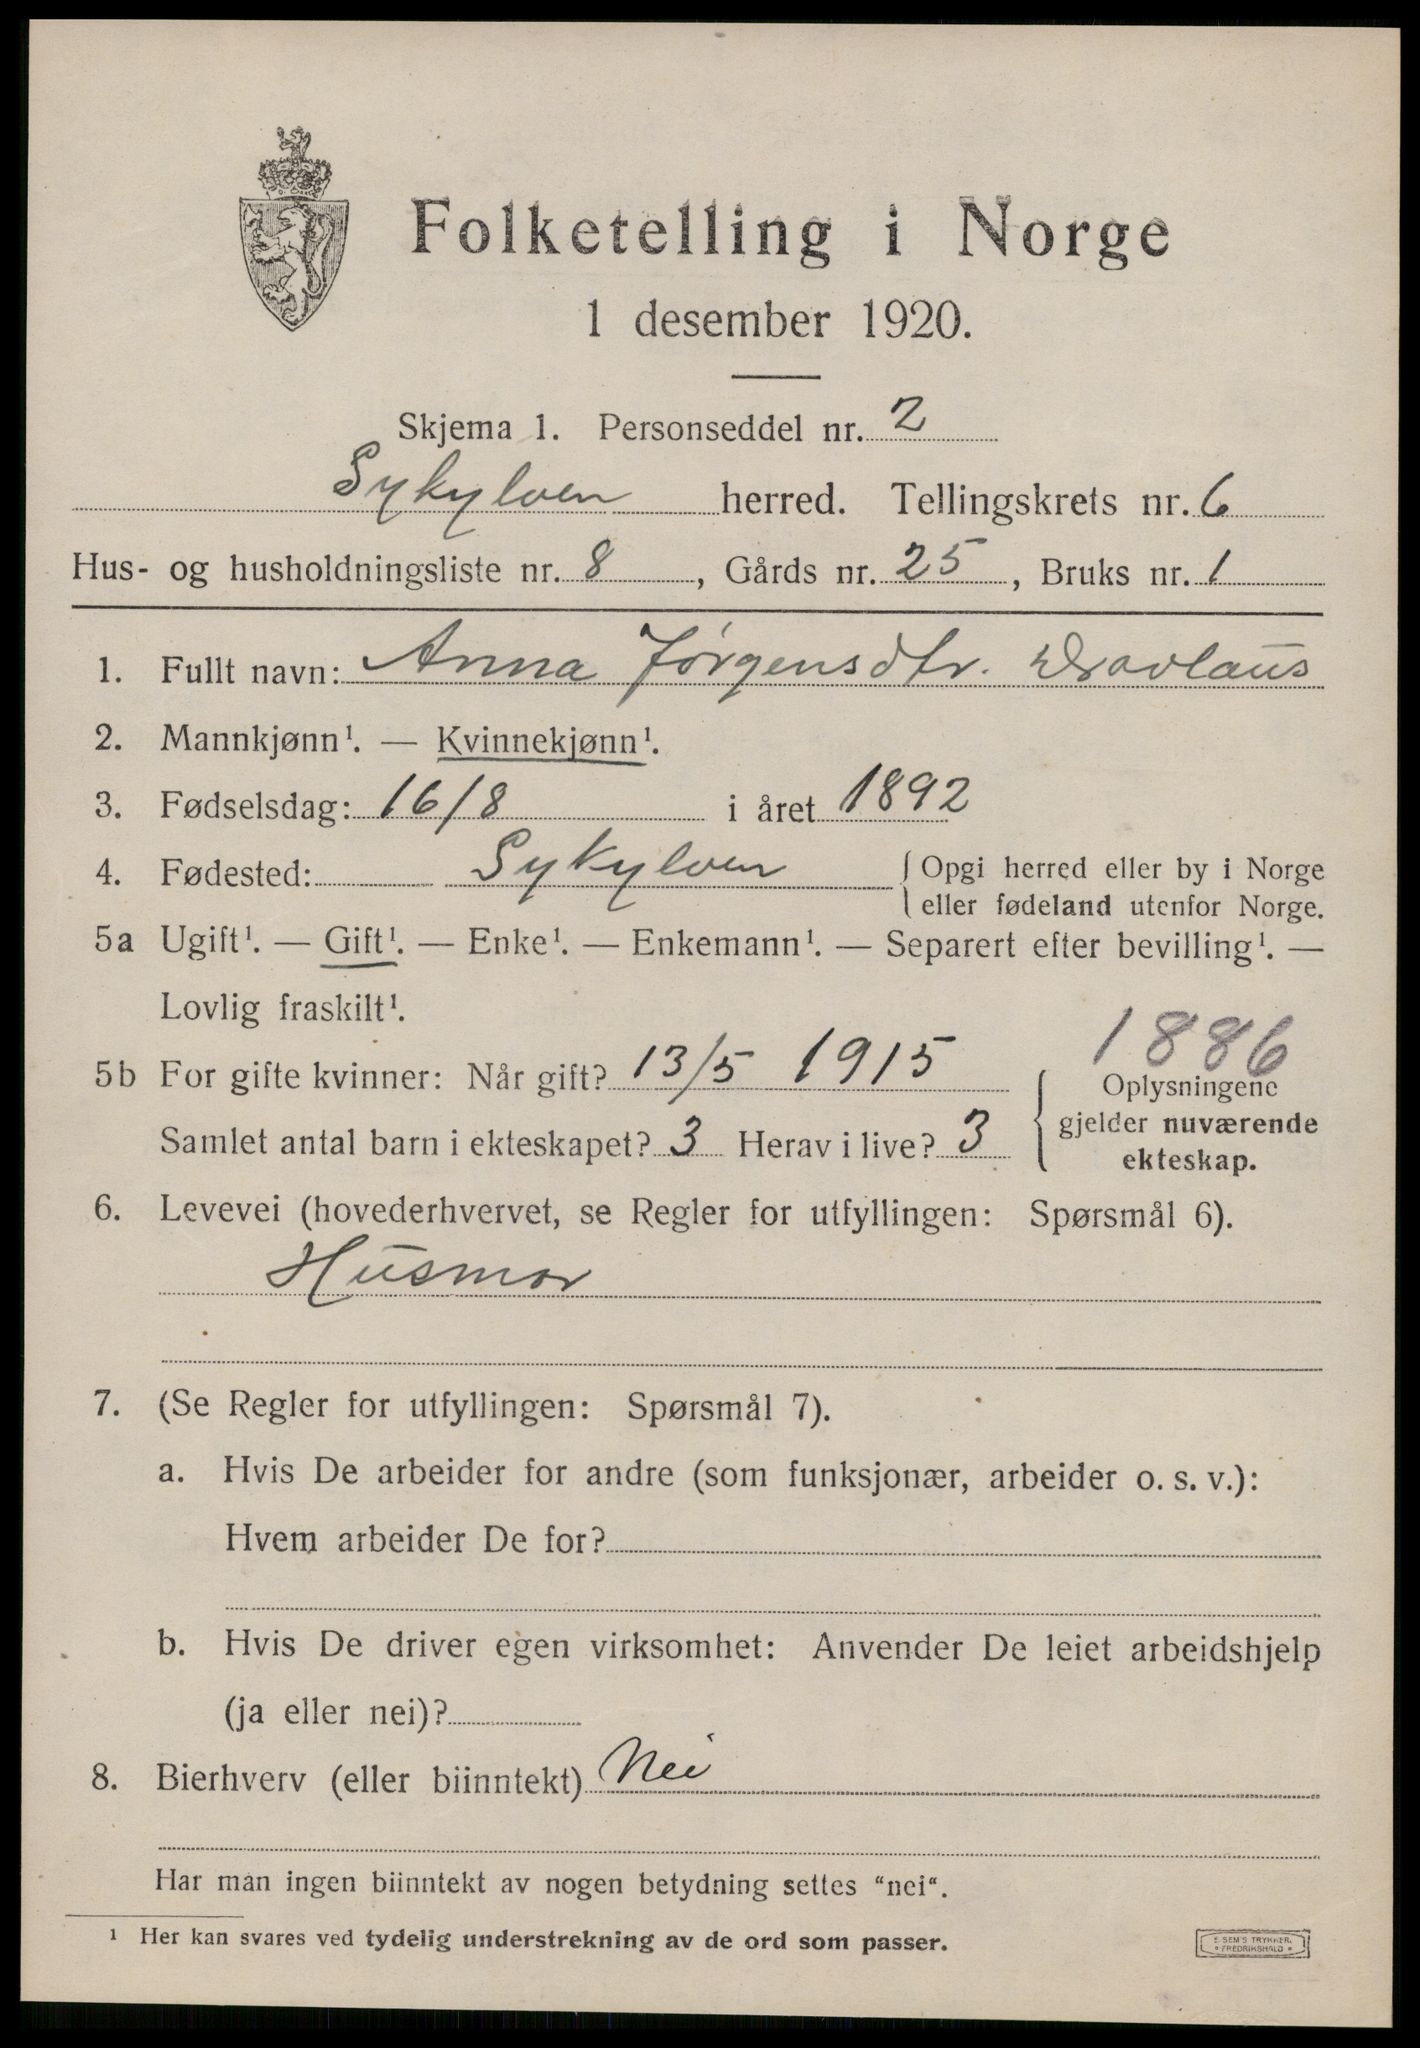 Folketelling i Norge
1 desember 1920.
Skjema 1. Personseddel nr. 2
Sykylven herred. Tellingskrets nr. 6
Hus- og husholdningsliste nr. 8, Gårds nr. 25, Bruks nr. 1
1. Fullt navn: Anna Jørgensdtr. Dravlaus
2. Mannkjønn¹. — Kvinnekjønn¹.
3. Fødselsdag: 16/8 i året 1892
4. Fødested: Sykylven { Opgi herred eller by i Norge
eller fødeland utenfor Norge.
5a Ugift¹. — Gift¹. — Enke¹. — Enkemann¹. — Separert efter bevilling¹. —
Lovlig fraskilt¹.
1886
5b For gifte kvinner: Når gift? 13/5 1915
Samlet antal barn i ekteskapet? 3 Herav i live? 3
{ Oplysningene
gjelder nuværende
ekteskap.
6. Levevei (hovederhvervet, se Regler for utfyllingen: Spørsmål 6).
Husmor
7. (Se Regler for utfyllingen: Spørsmål 7).
a. Hvis De arbeider for andre (som funksjonær, arbeider o. s. v.):
Hvem arbeider De for?
b. Hvis De driver egen virksomhet: Anvender De leiet arbeidshjelp
(ja eller nei)?
8. Bierhverv (eller biinntekt) Nei
Har man ingen biinntekt av nogen betydning settes “nei“.
¹ Her kan svares ved tydelig understrekning av de ord som passer.
E. SEM'S TRYKKERI
• FREDRIKSHALD •